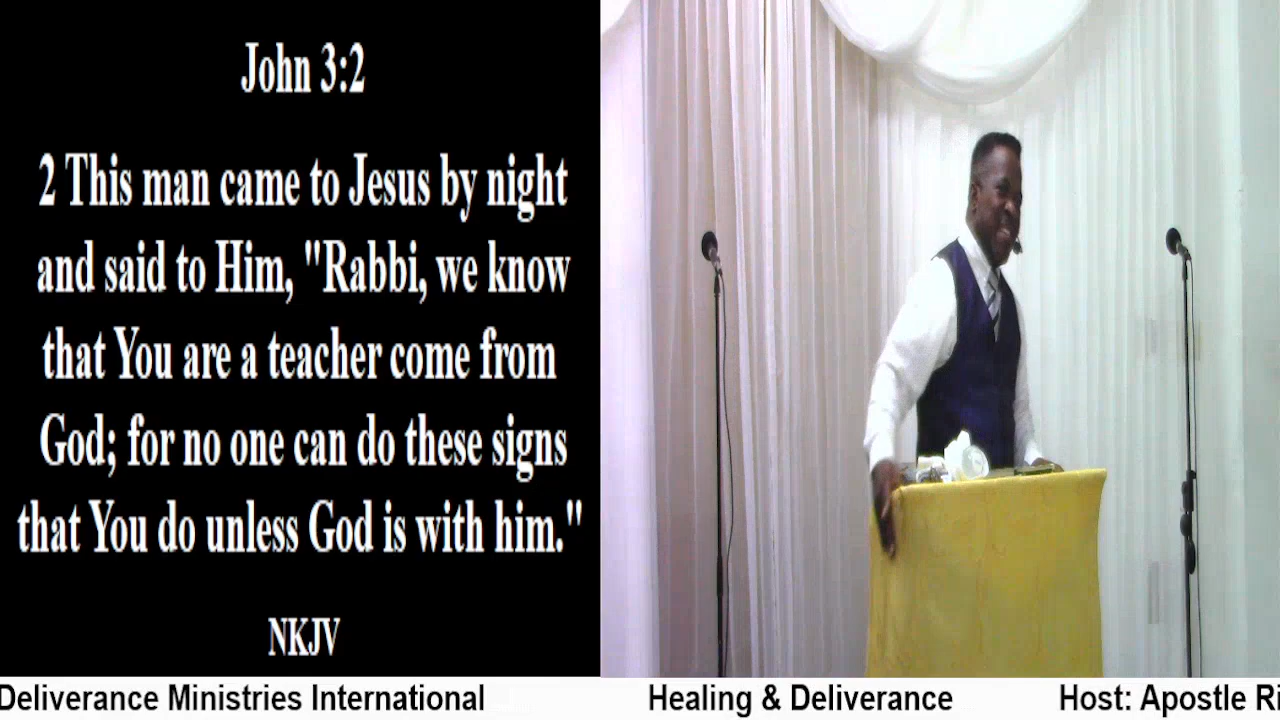 John 3:2
2 This man came to Jesus by night
and said to Him, "Rabbi, we know
that You are a teacher come from
God; for no one can do these signs
that You do unless God is with him."
NKJV
Deliverance Ministries International Healing & Deliverance Host: Apostle